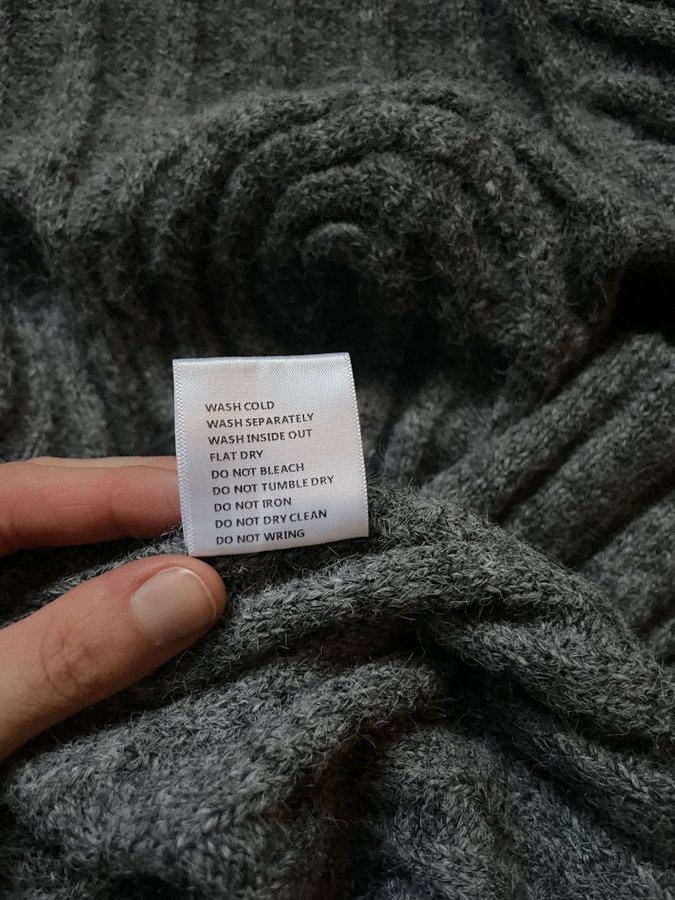 WASH COLD
WASH SEPARATELY
WASH INSIDE OUT
FLAT DRY
DO NOT BLEACH
DO NOT TUMBLE DRY
DO NOT IRON
DO NOT DRY CLEAN
DO NOT WRING